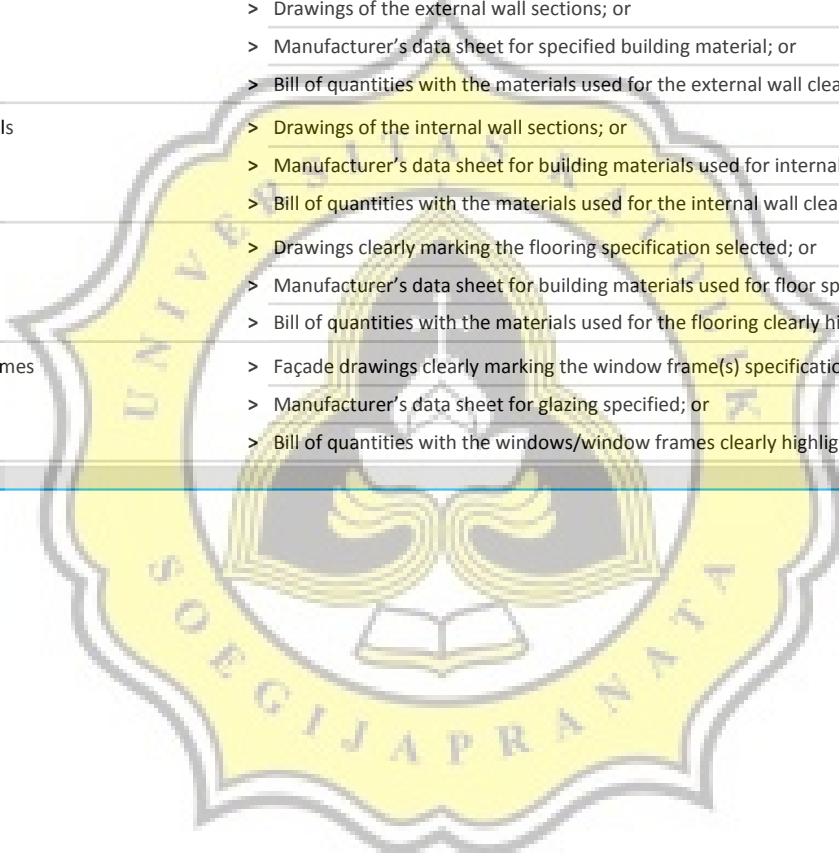 > Drawings of the external wall sections; or
> Manufacturer's data sheet for specified building material; or
> Bill of quantities with the materials used for the external wall clea
ls > Drawings of the internal wall sections; or
> Manufacturer's data sheet for building materials used for internal
> Bill of quantities with the materials used for the internal wall clea
> Drawings clearly marking the flooring specification selected; or
> Manufacturer's data sheet for building materials used for floor sp
> Bill of quantities with the materials used for the flooring clearly hi
mes > Façade drawings clearly marking the window frame(s) specificatio
> Manufacturer's data sheet for glazing specified; or
> Bill of quantities with the windows/window frames clearly highlig
UNIVERSITAS KATOLIK
SOEGIJAPRANATA